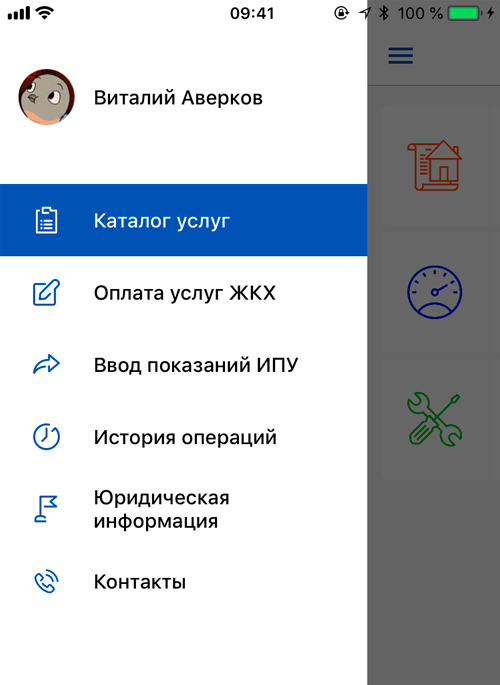 09:41
100 %
Виталий Аверков
Каталог услуг
Оплата услуг ЖКХ
Ввод показаний ИПУ
История операций
Юридическая
информация
Контакты